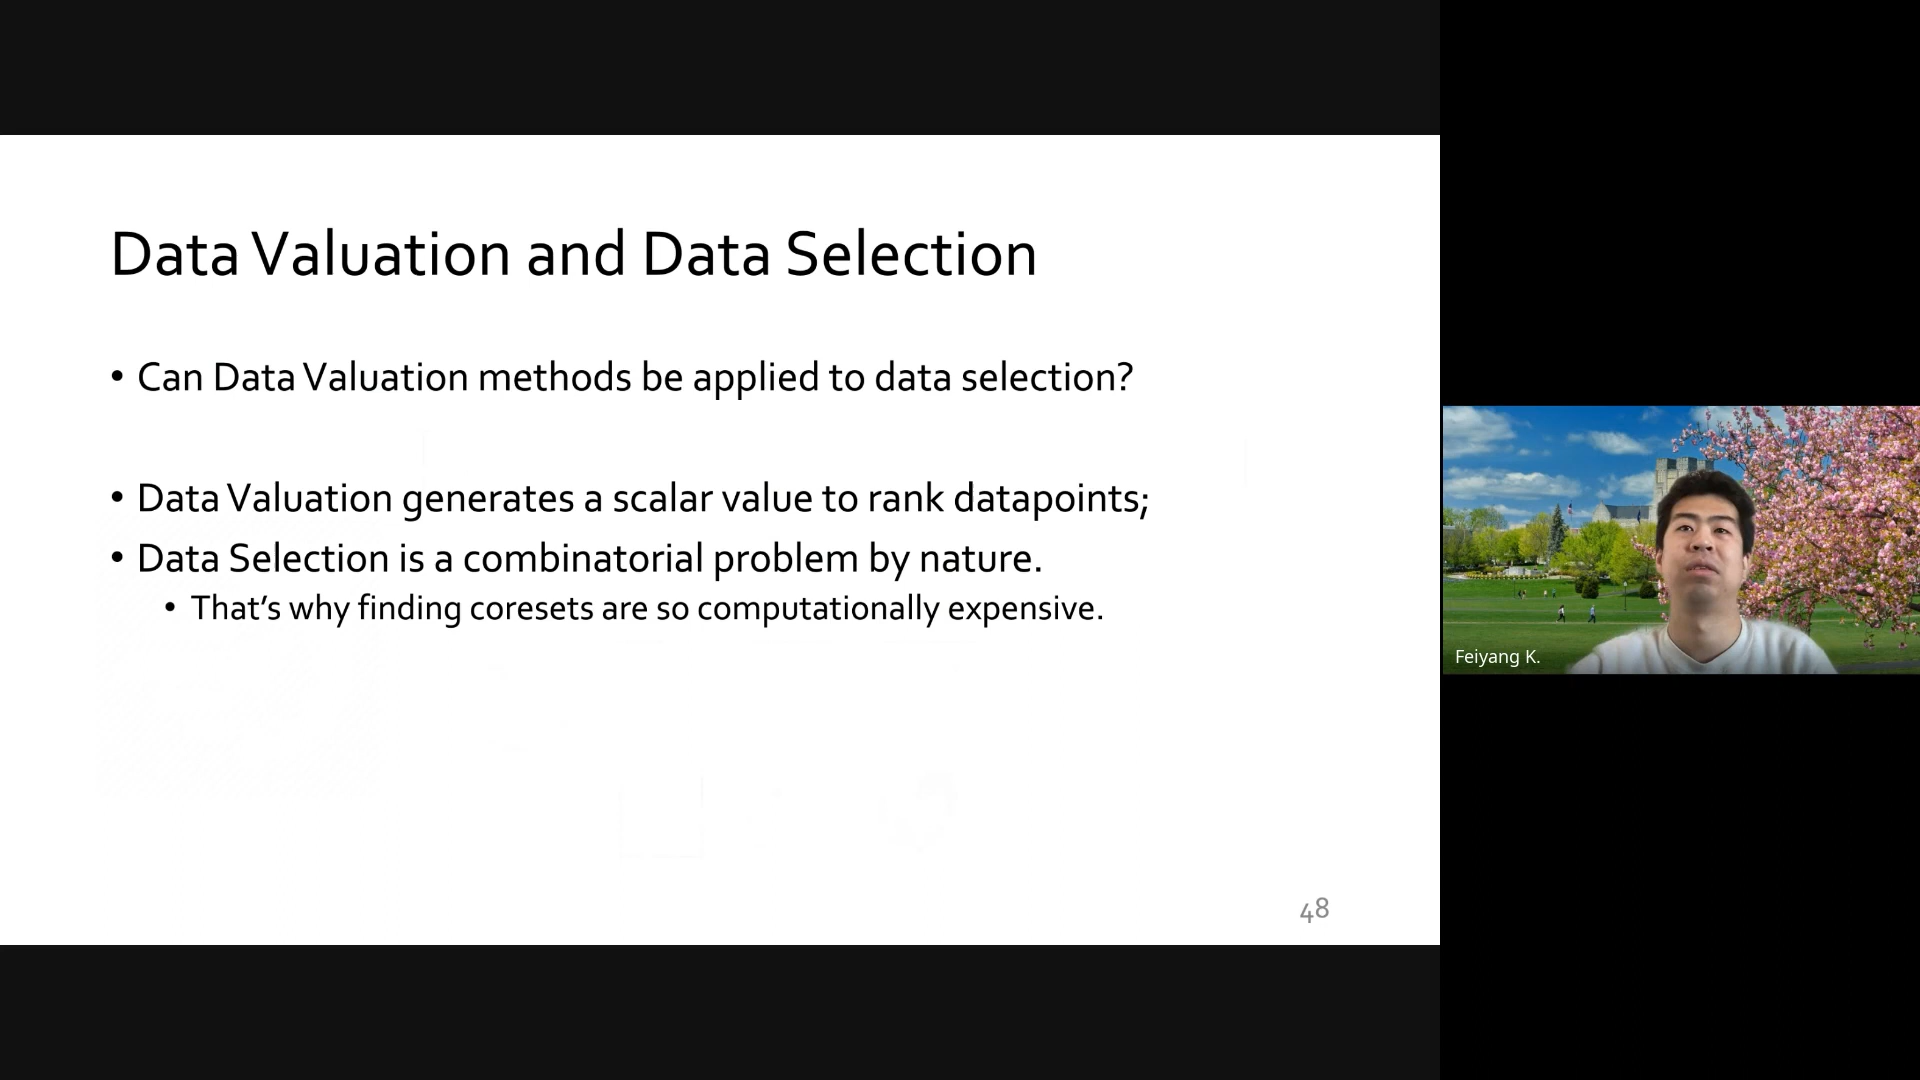 Data Valuation and Data Selection
• Can Data Valuation methods be applied to data selection?
• Data Valuation generates a scalar value to rank datapoints;
• Data Selection is a combinatorial problem by nature.
• That’s why finding coresets are so computationally expensive.
48
Feiyang K.